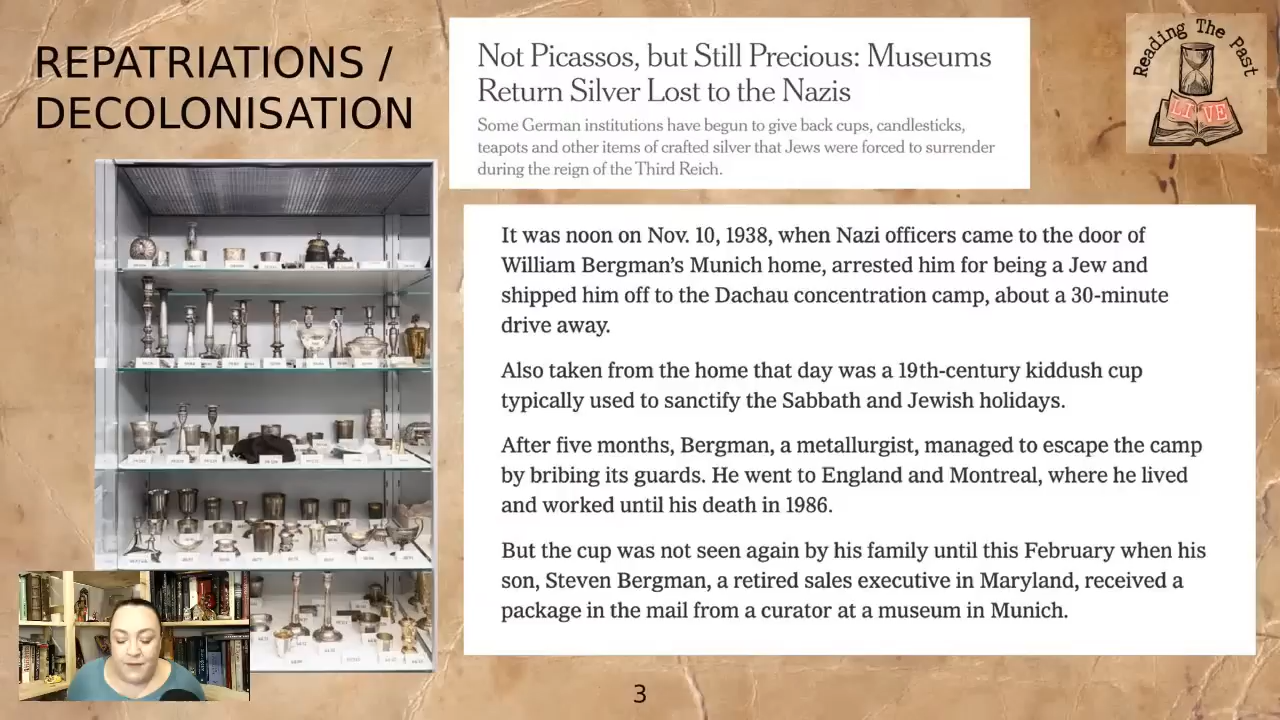 REPATRIATIONS /
DECOLONISATION
Not Picassos, but Still Precious: Museums
Return Silver Lost to the Nazis
Some German institutions have begun to give back cups, candlesticks,
teapots and other items of crafted silver that Jews were forced to surrender
during the reign of the Third Reich.
Reading The Past
LIVE
It was noon on Nov. 10, 1938, when Nazi officers came to the door of
William Bergman’s Munich home, arrested him for being a Jew and
shipped him off to the Dachau concentration camp, about a 30-minute
drive away.
Also taken from the home that day was a 19th-century kiddush cup
typically used to sanctify the Sabbath and Jewish holidays.
After five months, Bergman, a metallurgist, managed to escape the camp
by bribing its guards. He went to England and Montreal, where he lived
and worked until his death in 1986.
But the cup was not seen again by his family until this February when his
son, Steven Bergman, a retired sales executive in Maryland, received a
package in the mail from a curator at a museum in Munich.
3